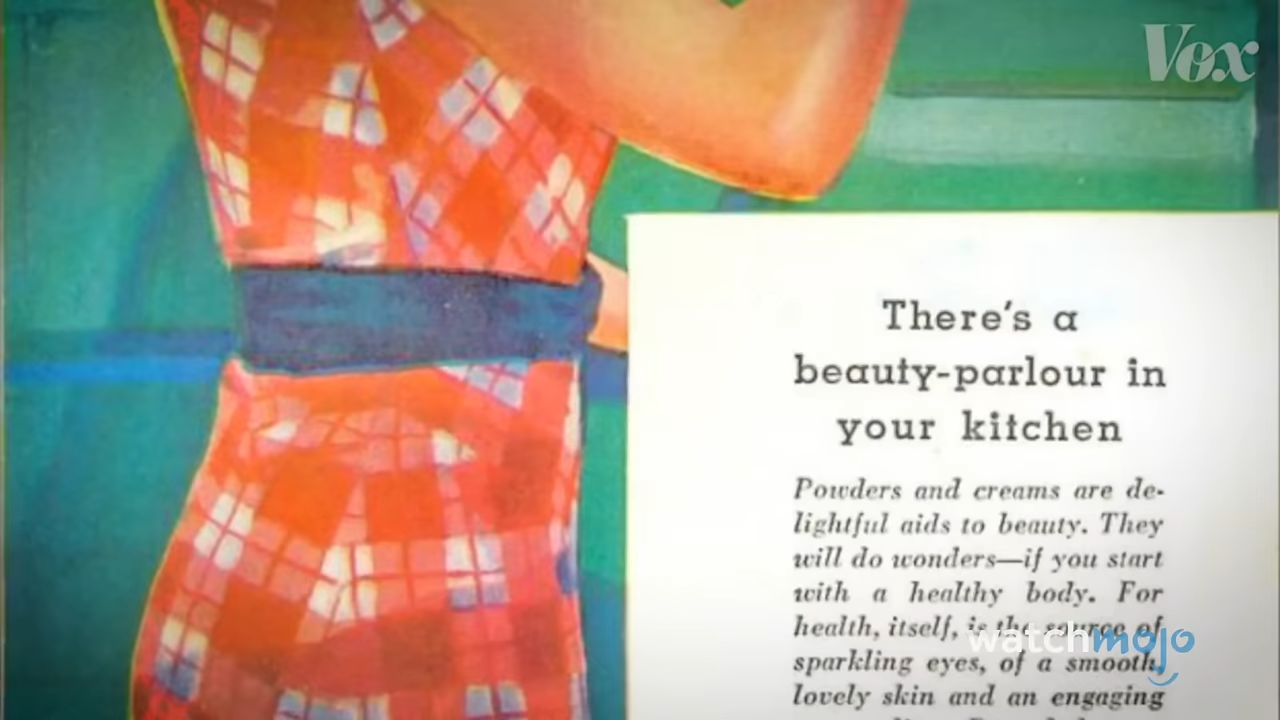 Vox
There's a
beauty-parlour in
your kitchen
Powders and creams are de-
lightful aids to beauty. They
will do wonders—if you start
with a healthy body. For
health, itself, is the source of
watchmojo
sparkling eyes, of a smooth,
lovely skin and an engaging